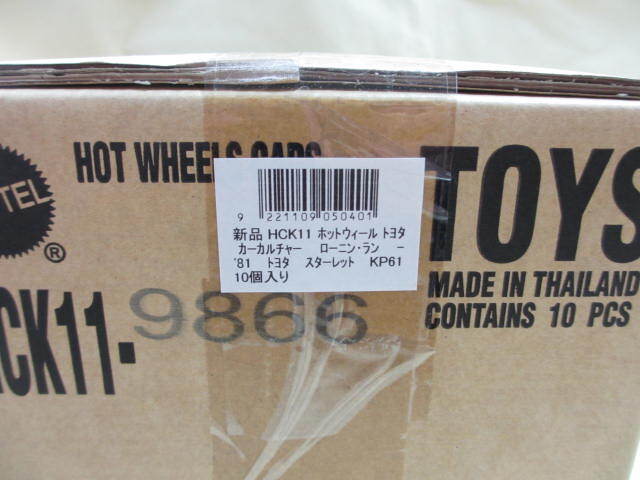 HOT WHEELS CARS
TEL
®
TOYS
9 221109 050401
新品 HCK11 ホットウィール トヨタ
カーカルチャー ローニン・ラン -
'81 トヨタ スターレット KP61
10個入り
MADE IN THAILAND
CONTAINS 10 PCS
CK11-9866